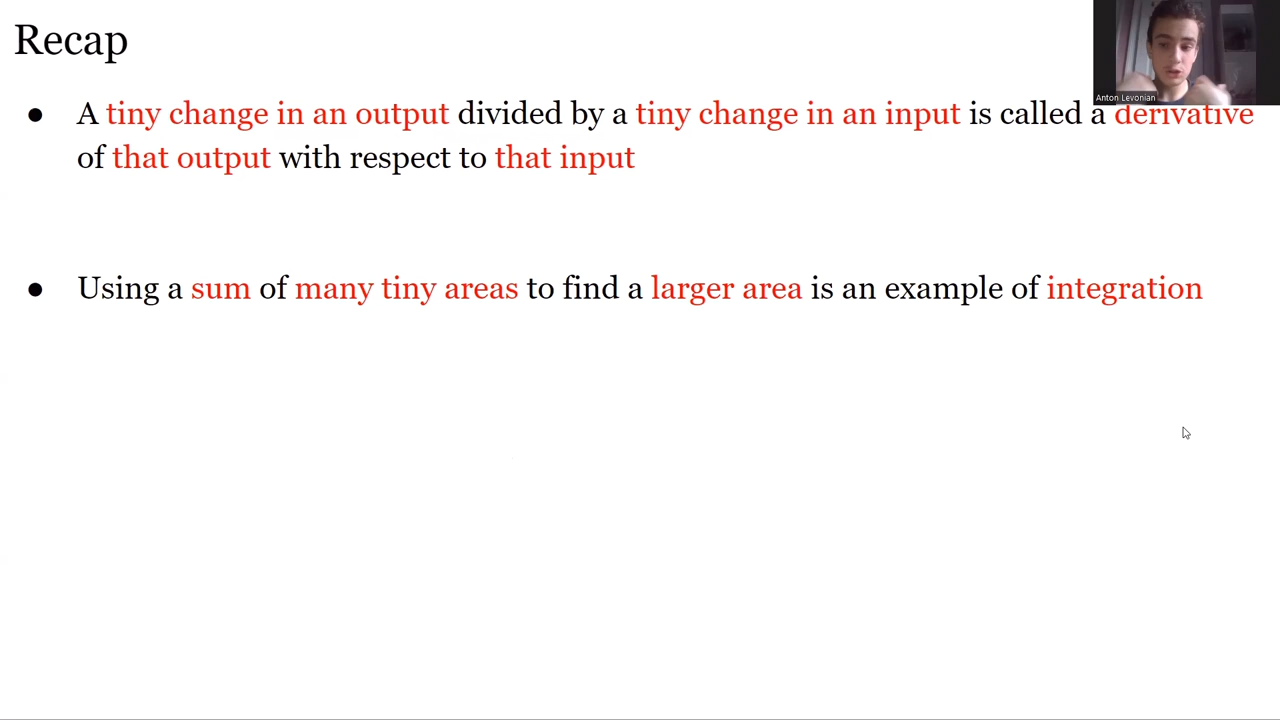 Recap
● A tiny change in an output divided by a tiny change in an input is called a derivative
of that output with respect to that input
● Using a sum of many tiny areas to find a larger area is an example of integration
Anton Levonian